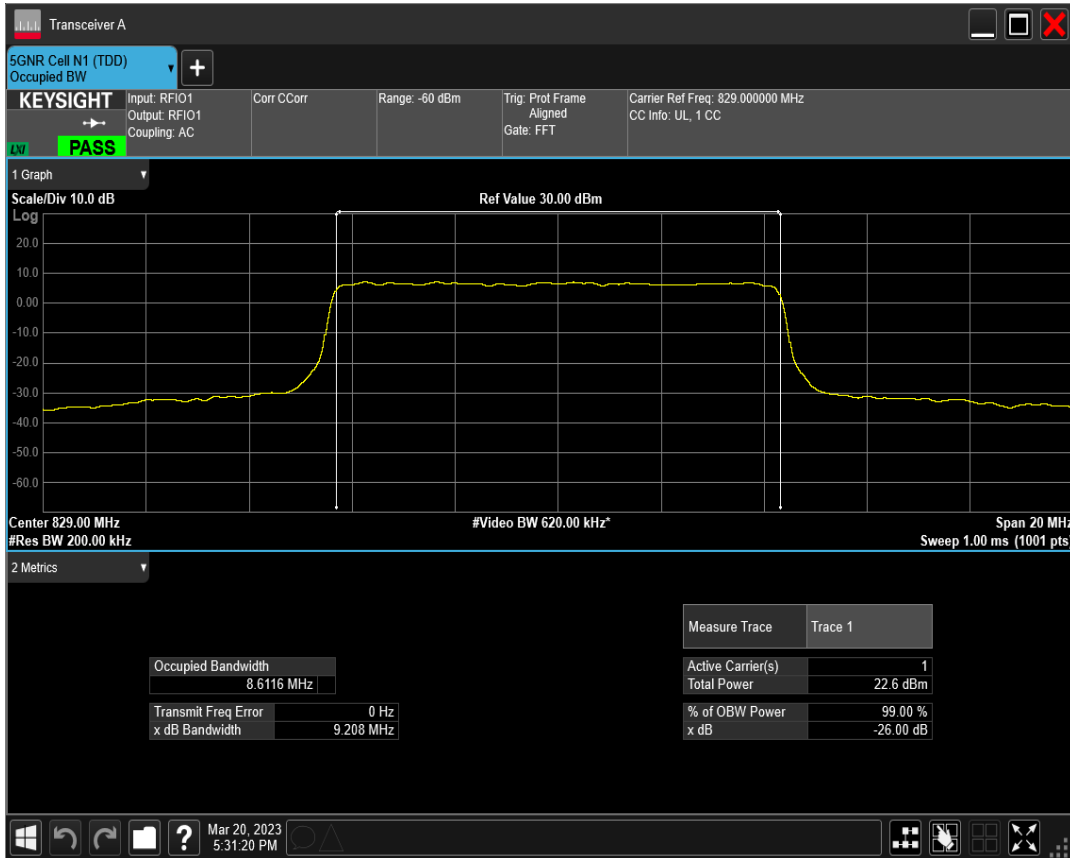 Transceiver A
5GNR Cell N1 (TDD)
Occupied BW
+
KEYSIGHT
LXI
PASS
Input: RFIO1
Output: RFIO1
Coupling: AC
Corr CCorr
Range: -60 dBm
Trig: Prot Frame
Aligned
Gate: FFT
Carrier Ref Freq: 829.000000 MHz
CC Info: UL, 1 CC
1 Graph
Scale/Div 10.0 dB
Ref Value 30.00 dBm
Log
20.0
10.0
0.00
-10.0
-20.0
-30.0
-40.0
-50.0
-60.0
Center 829.00 MHz
#Video BW 620.00 kHz*
Span 20 MHz
#Res BW 200.00 kHz
Sweep 1.00 ms (1001 pts)
2 Metrics
Measure Trace Trace 1
Occupied Bandwidth
8.6116 MHz
Active Carrier(s) 1
Total Power 22.6 dBm
Transmit Freq Error 0 Hz
x dB Bandwidth 9.208 MHz
% of OBW Power 99.00 %
x dB -26.00 dB
?
Mar 20, 2023
5:31:20 PM